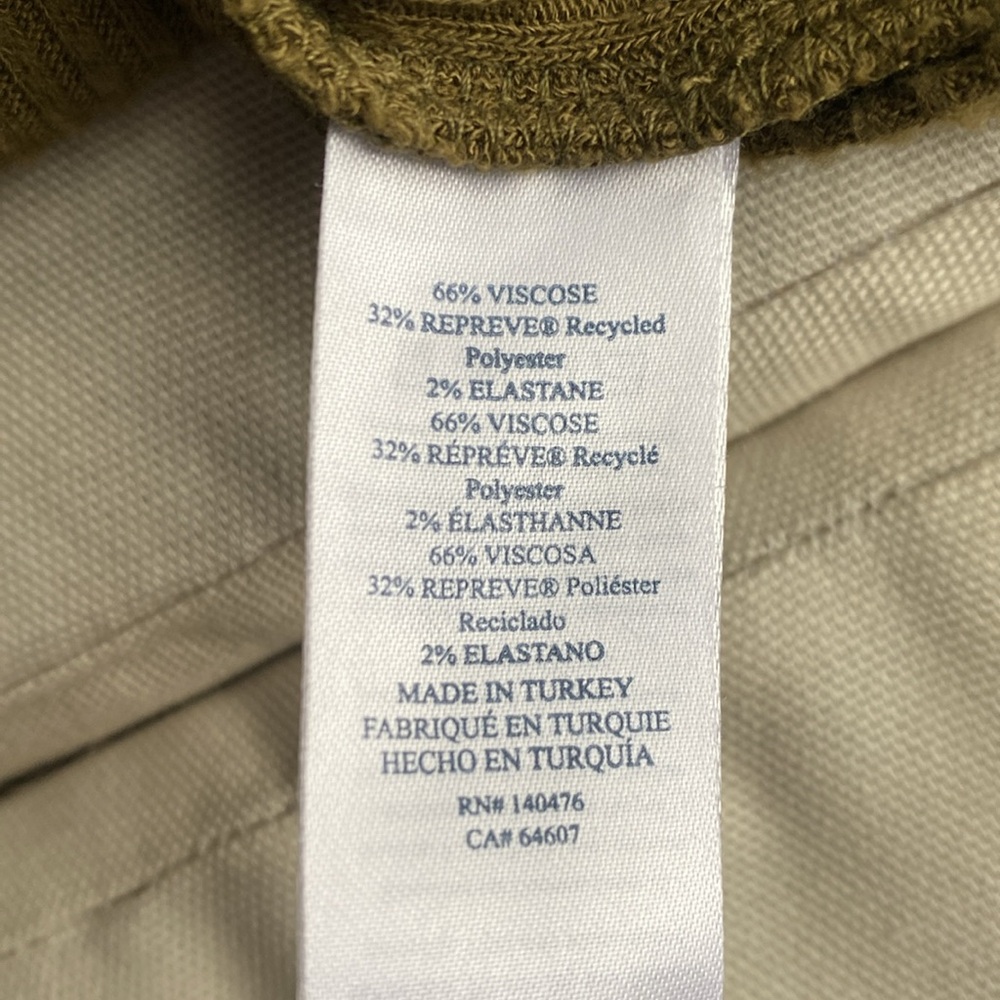 66% VISCOSE
32% REPREVE® Recycled
Polyester
2% ELASTANE
66% VISCOSE
32% RÉPRÉVE® Recyclé
Polyester
2% ÉLASTHANNE
66% VISCOSA
32% REPREVE® Poliéster
Reciclado
2% ELASTANO
MADE IN TURKEY
FABRIQUÉ EN TURQUIE
HECHO EN TURQUÍA
RN# 140476
CA# 64607